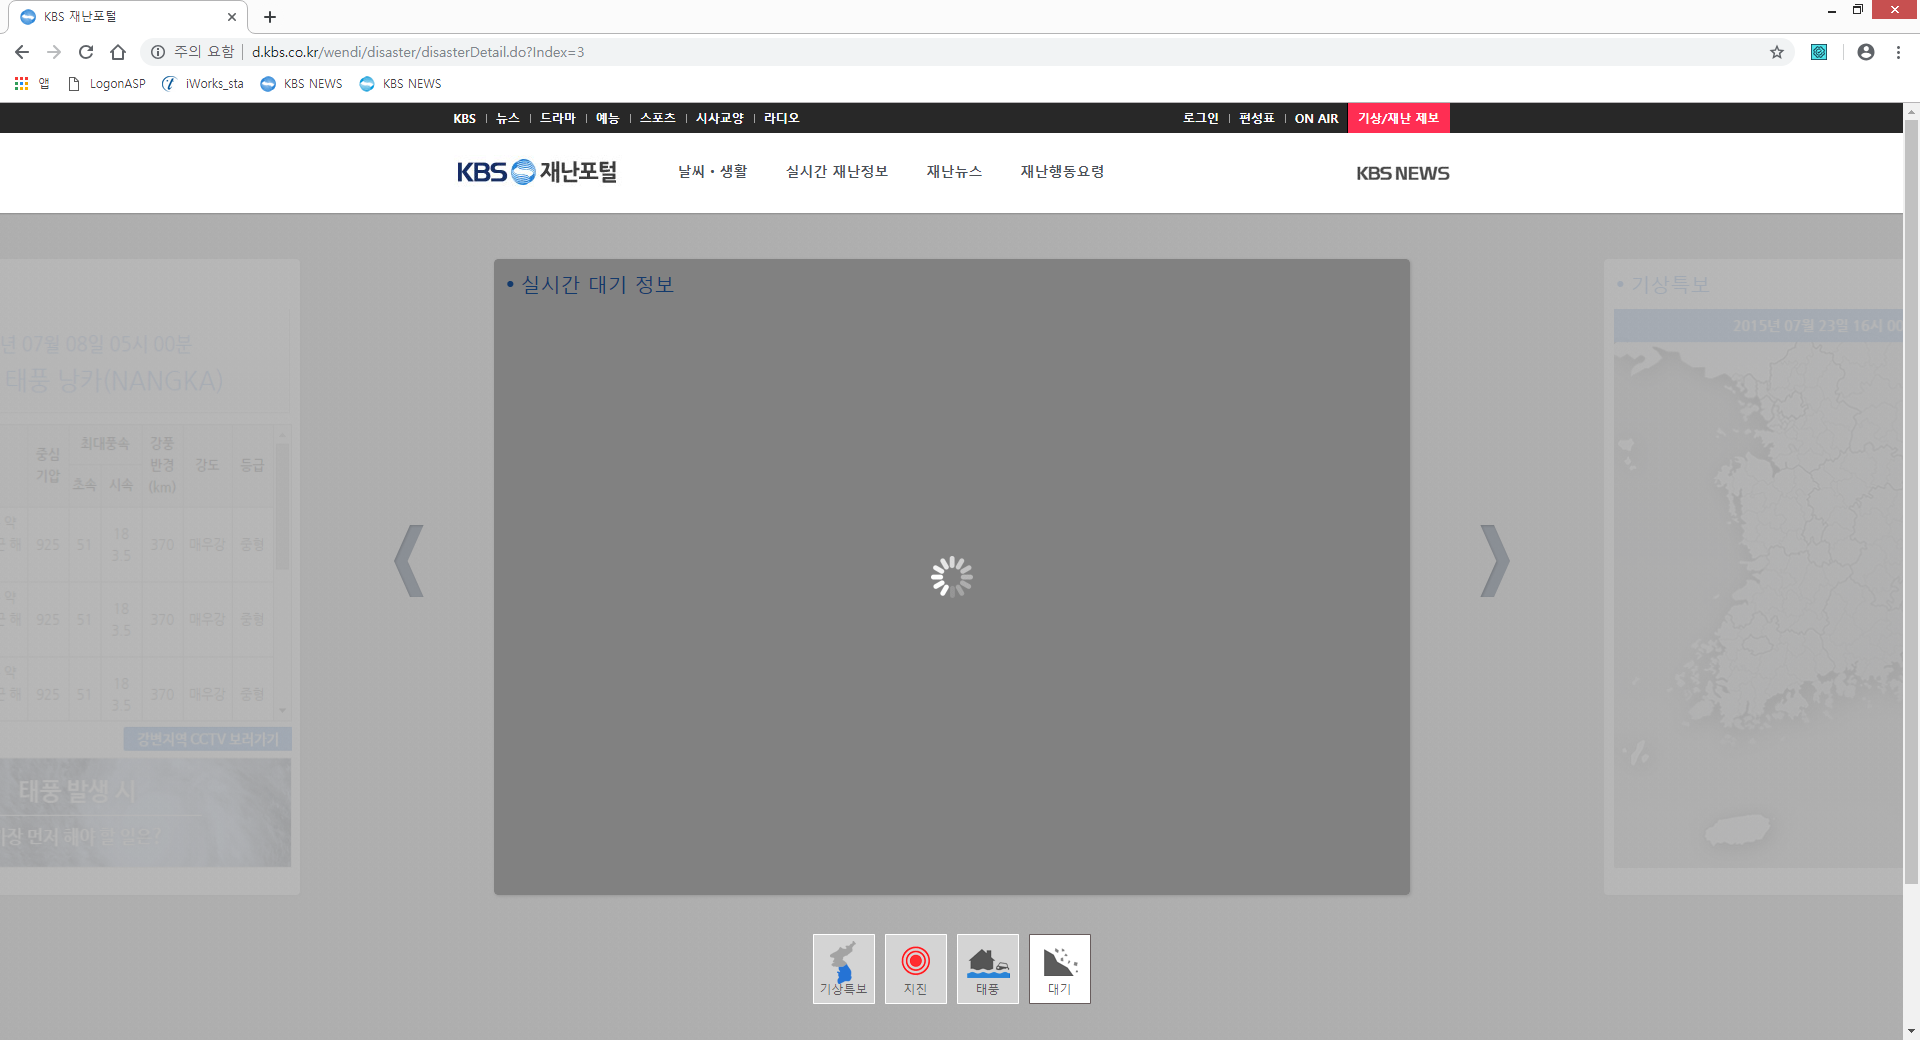 KBS 재난포털
주의 요함 | d.kbs.co.kr/wendi/disaster/disasterDetail.do?Index=3
앱 LogonASP iWorks_sta KBS NEWS KBS NEWS
KBS | 뉴스 | 드라마 | 예능 | 스포츠 | 시사교양 | 라디오 로그인 | 편성표 | ON AIR 기상/재난 제보
KBS 재난포털 날씨・생활 실시간 재난정보 재난뉴스 재난행동요령 KBS NEWS
• 실시간 대기 정보
• 기상특보
2015년 07월 23일 16시 00
년 07월 08일 05시 00분
태풍 낭카(NANGKA)
중심 기압 최대풍속 초속 시속 강풍 반경 (km) 강도 등급
약
근 해 925 51 18 3.5 370 매우강 중형
약
근 해 925 51 18 3.5 370 매우강 중형
약
근 해 925 51 18 3.5 370 매우강 중형
강변지역 CCTV 보러가기
태풍 발생 시
가장 먼저 해야 할 일은?
기상특보 지진 태풍 대기